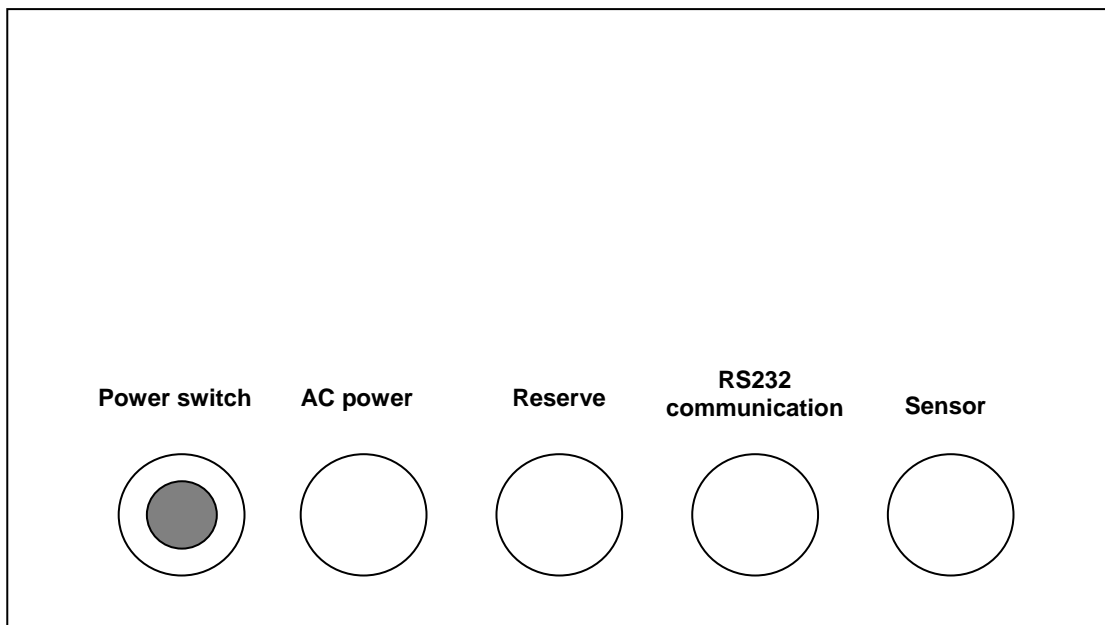 Power switch
AC power
Reserve
RS232
communication
Sensor